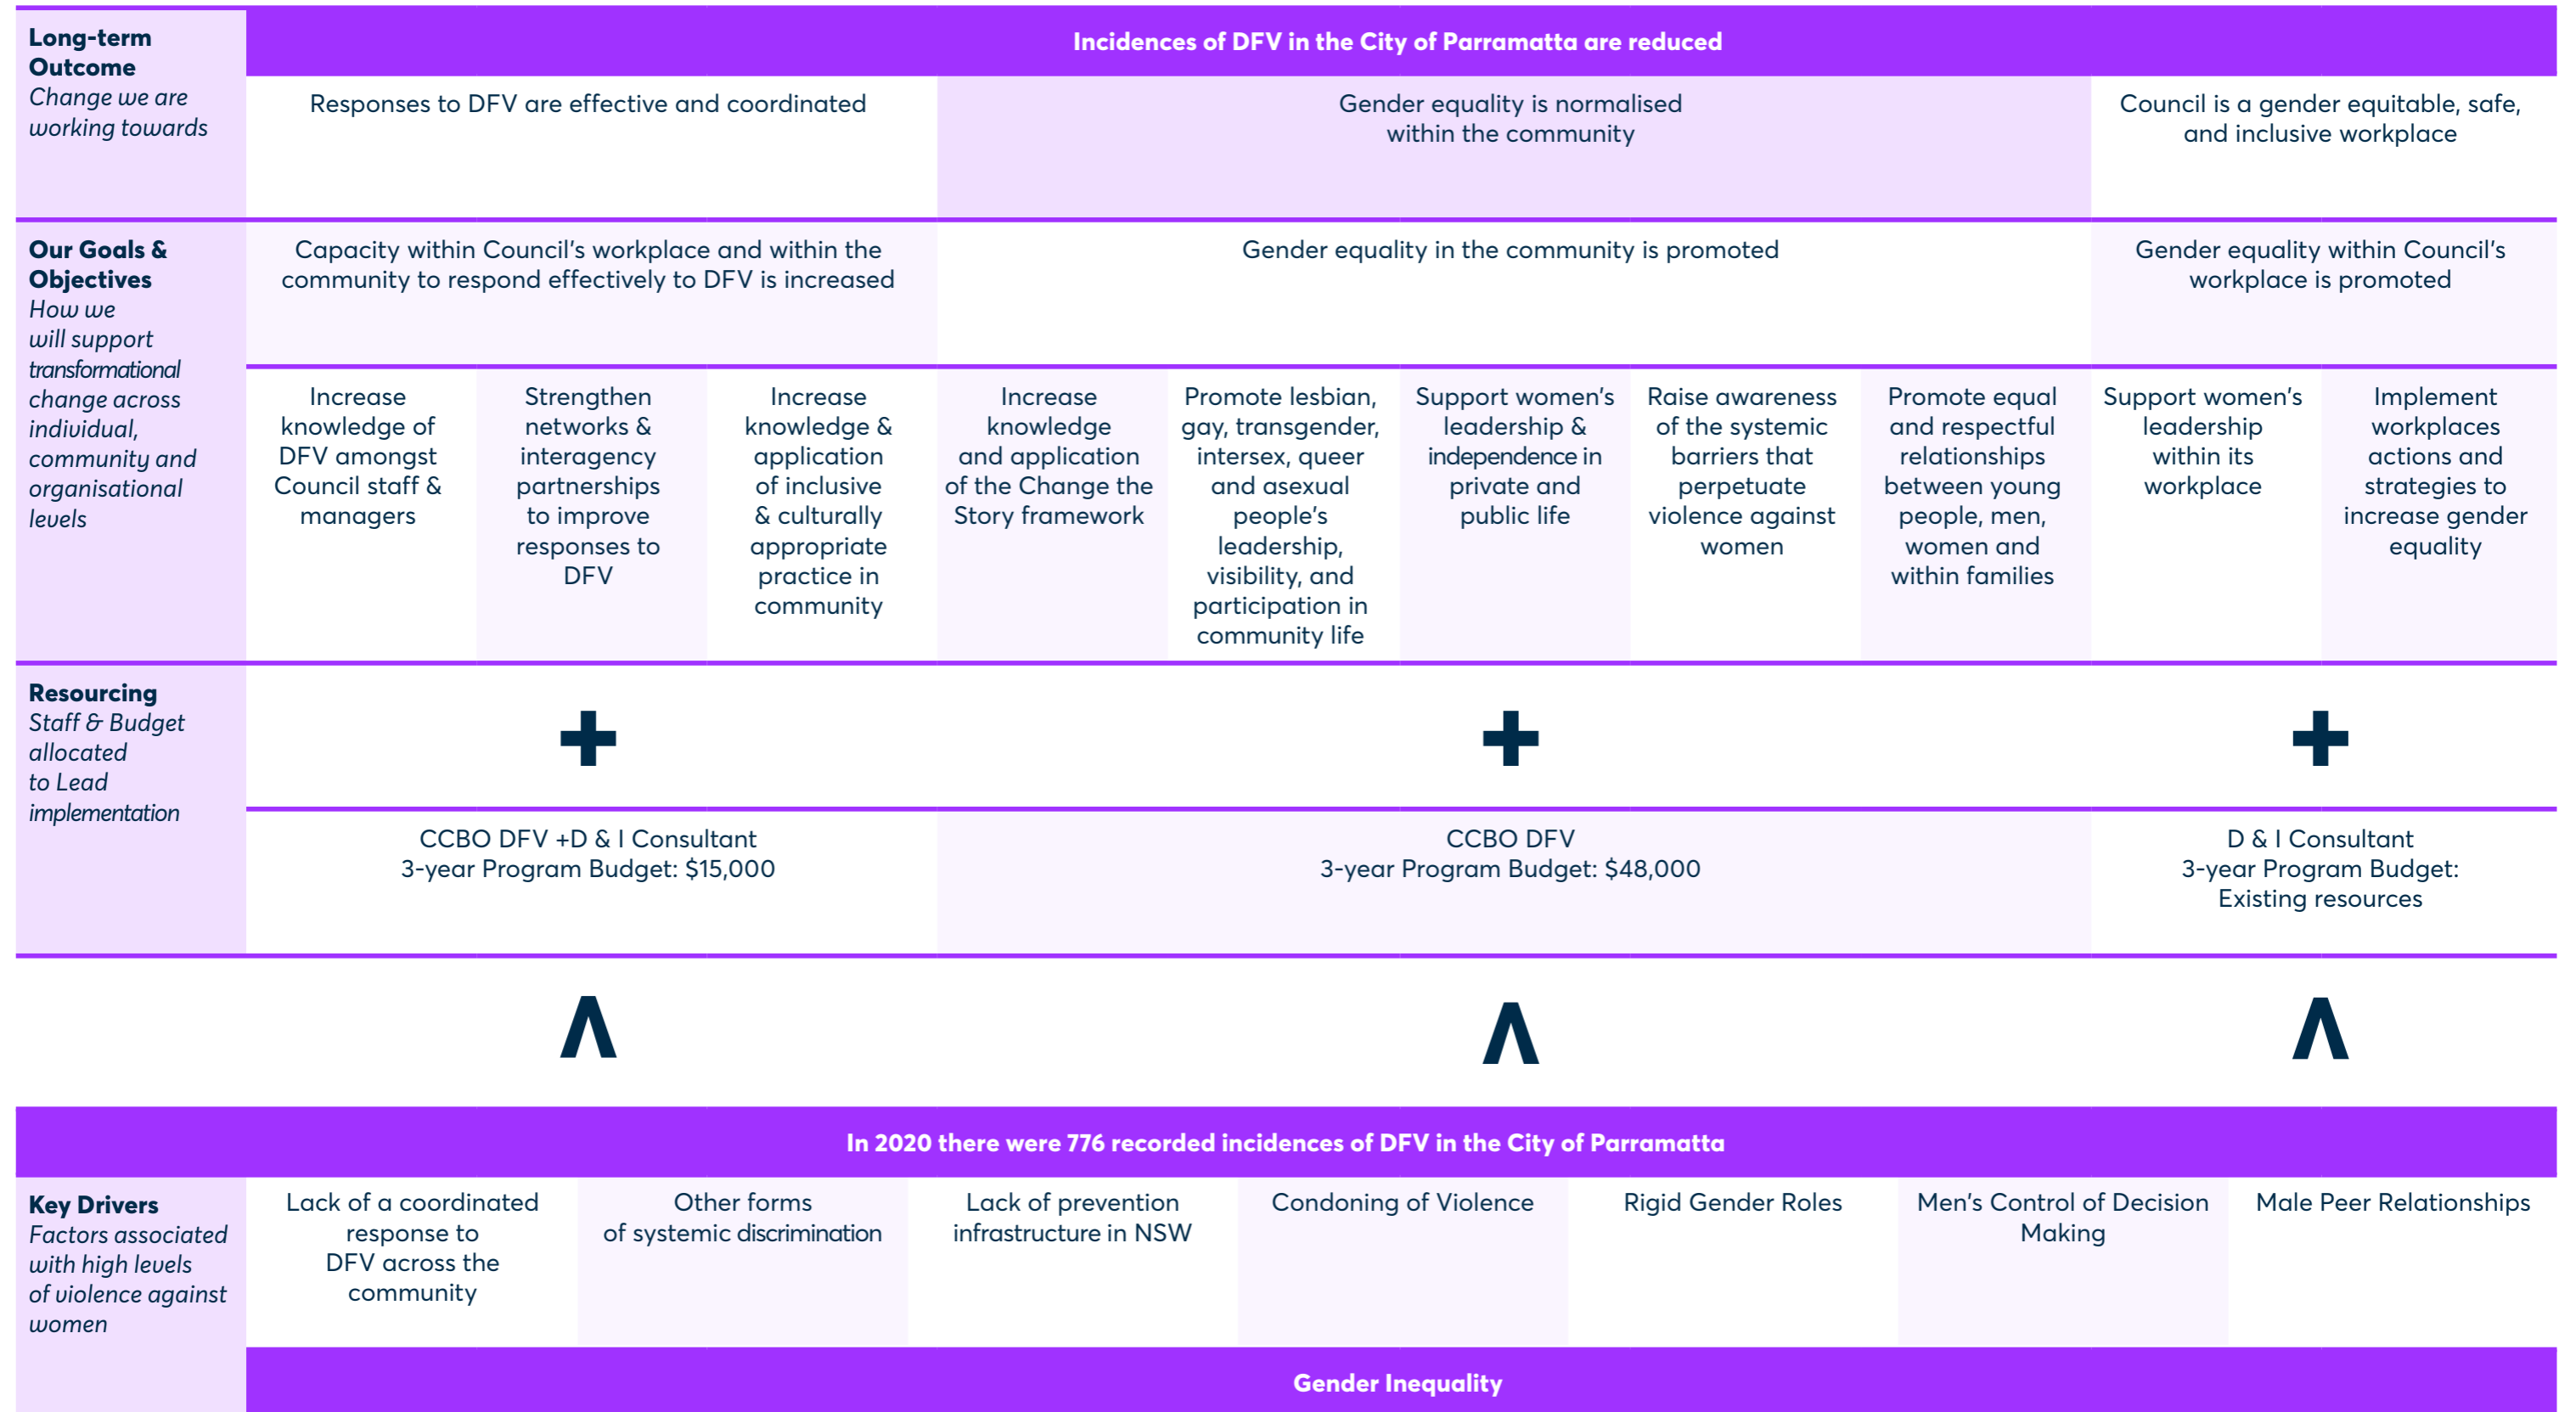 Long-term
Outcome
Change we are
working towards
Incidences of DFV in the City of Parramatta are reduced
Responses to DFV are effective and coordinated
Gender equality is normalised
within the community
Council is a gender equitable, safe,
and inclusive workplace
Our Goals &
Objectives
How we
will support
transformational
change across
individual,
community and
organisational
levels
Capacity within Council's workplace and within the
community to respond effectively to DFV is increased
Gender equality in the community is promoted
Gender equality within Council's
workplace is promoted
Increase
knowledge of
DFV amongst
Council staff &
managers
Strengthen
networks &
interagency
partnerships
to improve
responses to
DFV
Increase
knowledge &
application
of inclusive
& culturally
appropriate
practice in
community
Increase
knowledge
and application
of the Change the
Story framework
Promote lesbian,
gay, transgender,
intersex, queer
and asexual
people's
leadership,
visibility, and
participation in
community life
Support women's
leadership &
independence in
private and
public life
Raise awareness
of the systemic
barriers that
perpetuate
violence against
women
Promote equal
and respectful
relationships
between young
people, men,
women and
within families
Support women's
leadership
within its
workplace
Implement
workplaces
actions and
strategies to
increase gender
equality
Resourcing
Staff & Budget
allocated
to Lead
implementation
+
+
+
CCBO DFV +D & I Consultant
3-year Program Budget: $15,000
CCBO DFV
3-year Program Budget: $48,000
D & I Consultant
3-year Program Budget:
Existing resources
In 2020 there were 776 recorded incidences of DFV in the City of Parramatta
Key Drivers
Factors associated
with high levels
of violence against
women
Lack of a coordinated
response to
DFV across the
community
Other forms
of systemic discrimination
Lack of prevention
infrastructure in NSW
Condoning of Violence
Rigid Gender Roles
Men's Control of Decision
Making
Male Peer Relationships
Gender Inequality